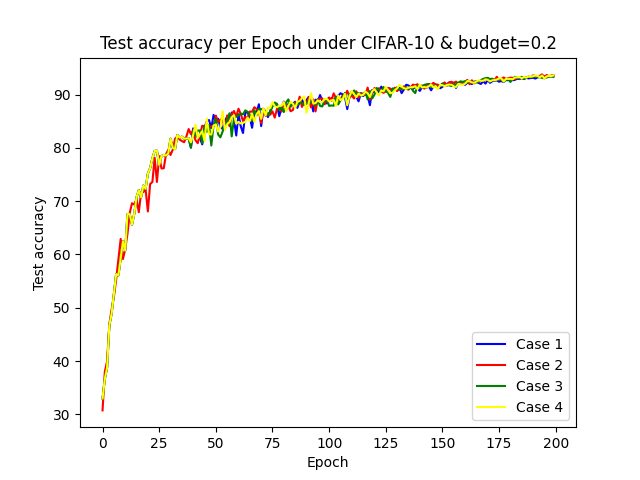 Test accuracy per Epoch under CIFAR-10 & budget=0.2
Test accuracy
90
80
70
60
50
40
30
0 25 50 75 100 125 150 175 200
Epoch
Case 1
Case 2
Case 3
Case 4